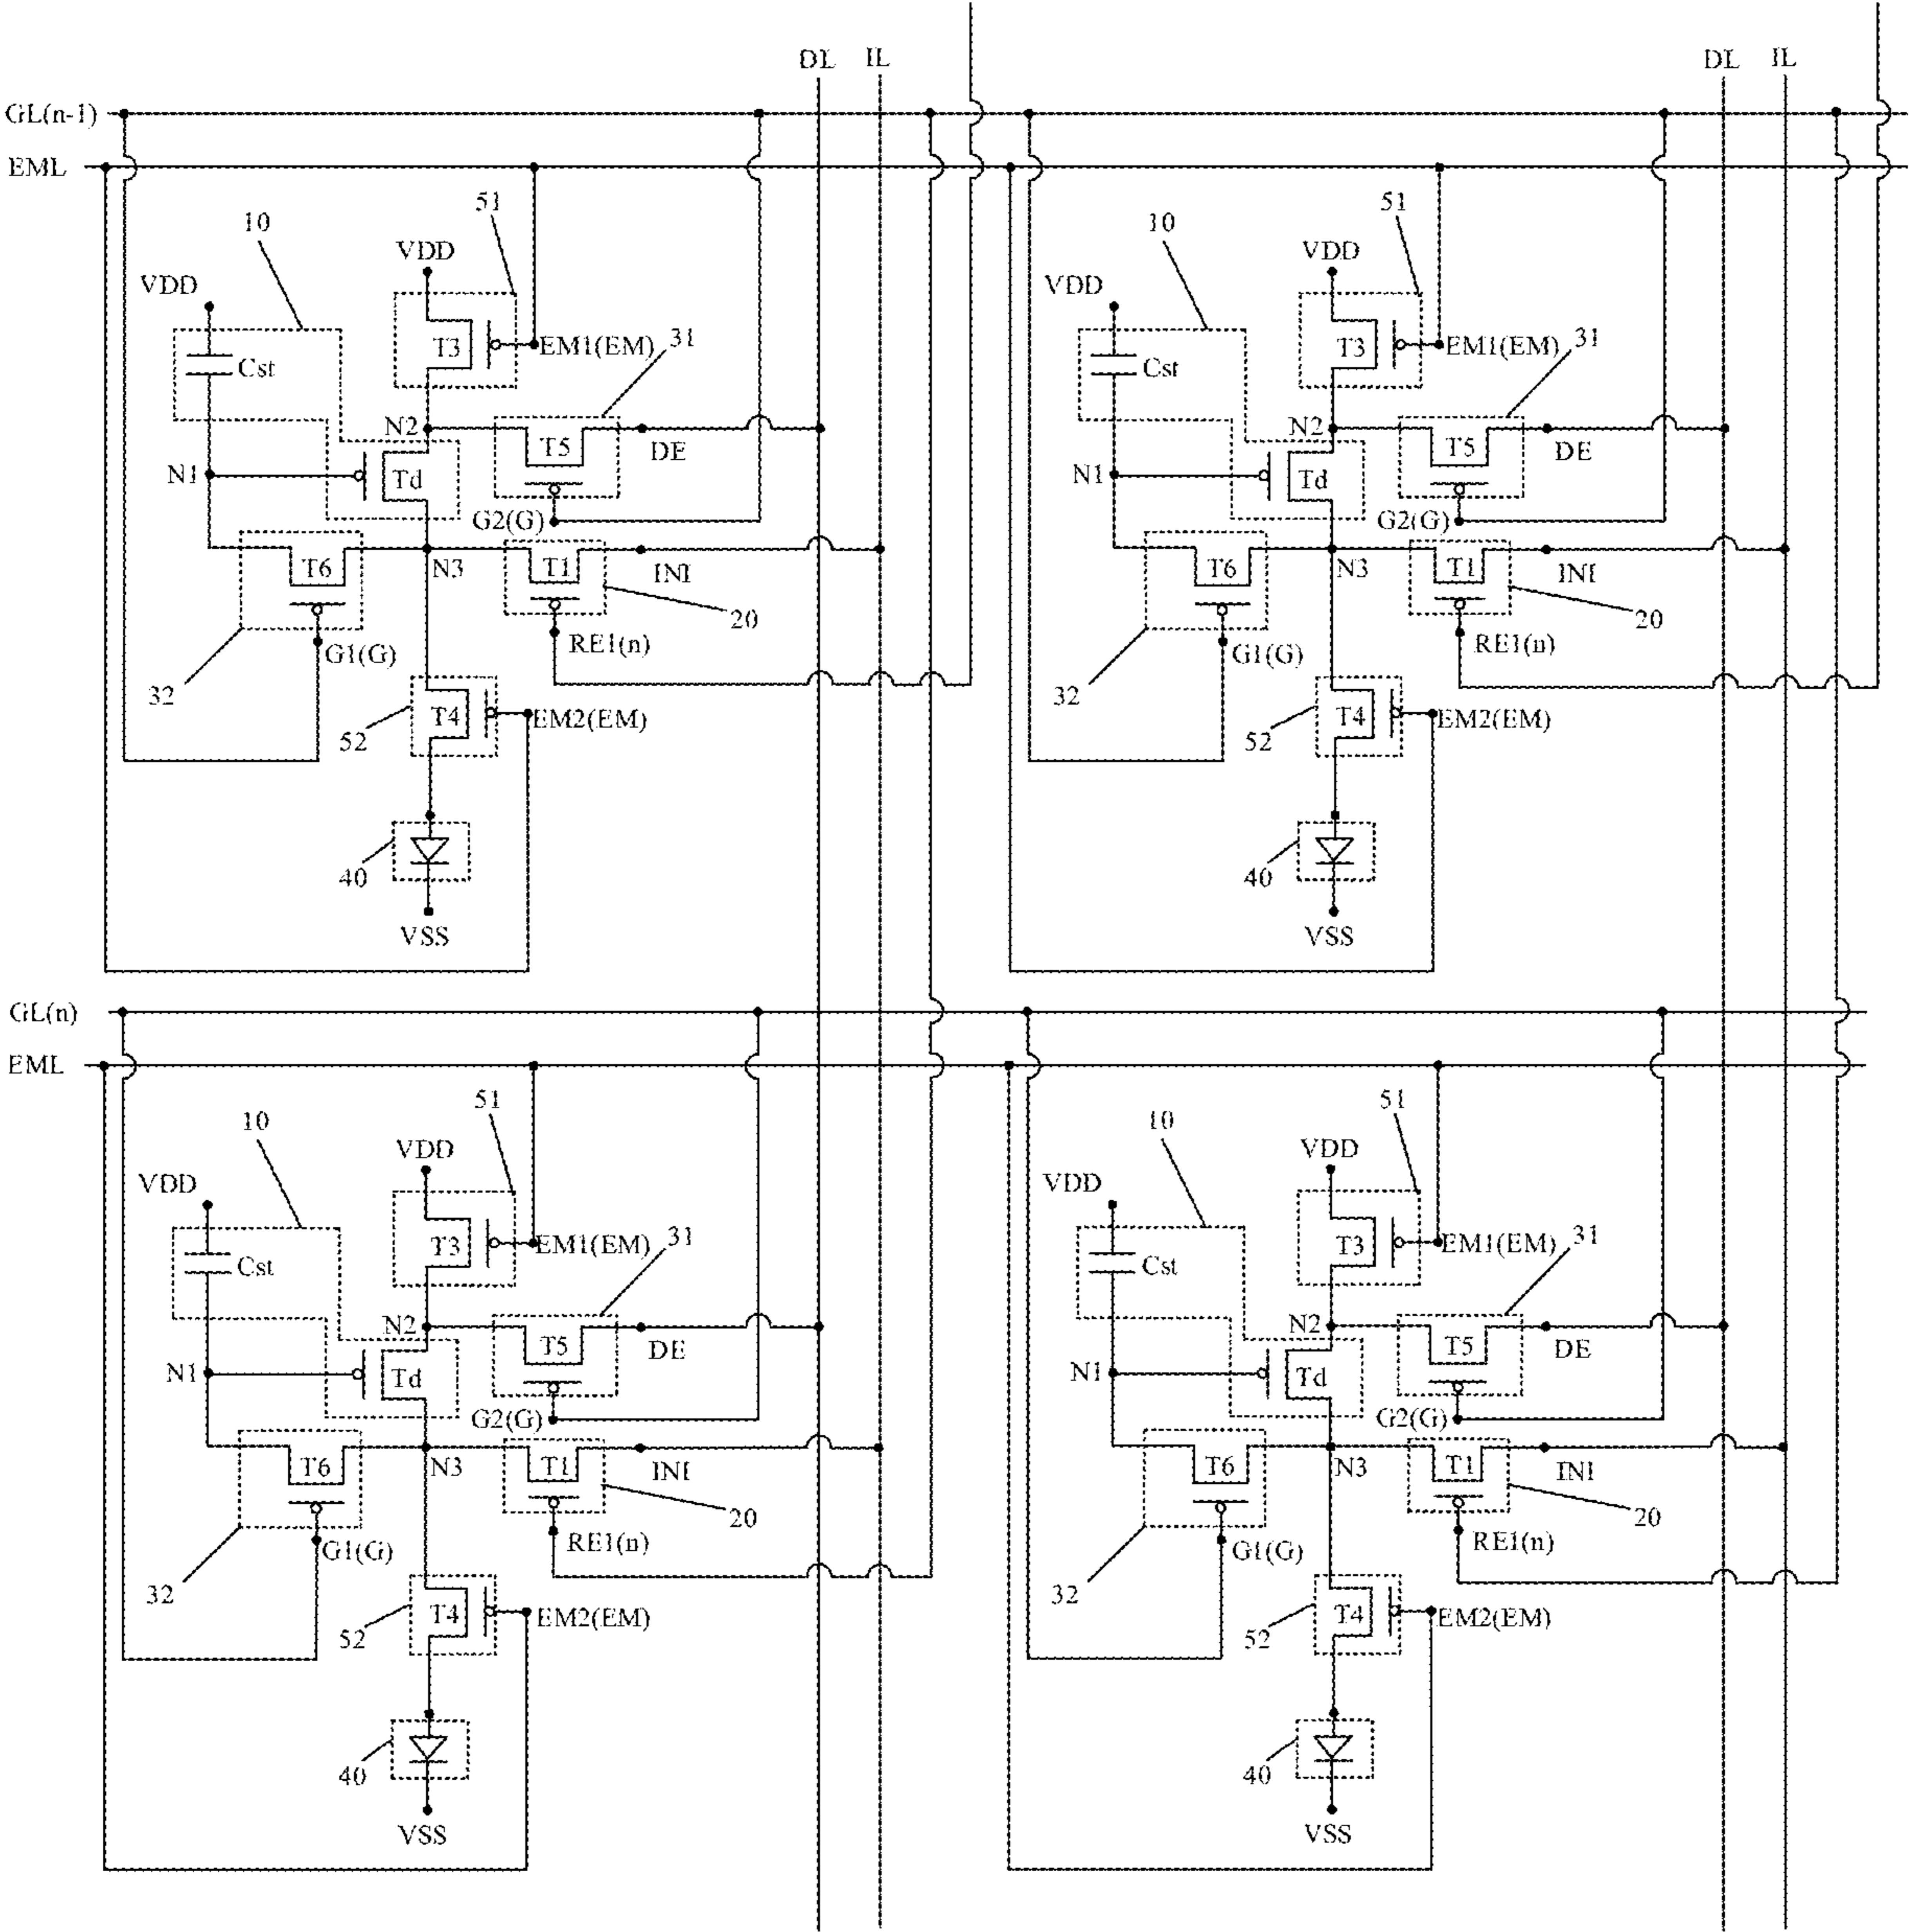 DL IL DL IL
GL(n-1)
EML
51 51
10 10
VDD VDD
VDD VDD
T3 EM1(EM) 31 T3 EM1(EM) 31
Cst Cst
N2 T5 DE N2 T5 DE
N1 Td N1 Td
G2(G) G2(G)
T6 N3 T1 INI T6 N3 T1 INI
20 20
G1(G) RE1(n) G1(G) RE1(n)
32 32
52 T4 EM2(EM) 52 T4 EM2(EM)
40 40
VSS VSS
GL(n)
EML
51 51
10 10
VDD VDD
VDD VDD
T3 EM1(EM) 31 T3 EM1(EM) 31
Cst Cst
N2 T5 DE N2 T5 DE
N1 Td N1 Td
G2(G) G2(G)
T6 N3 T1 INI T6 N3 T1 INI
20 20
G1(G) RE1(n) G1(G) RE1(n)
32 32
52 T4 EM2(EM) 52 T4 EM2(EM)
40 40
VSS VSS